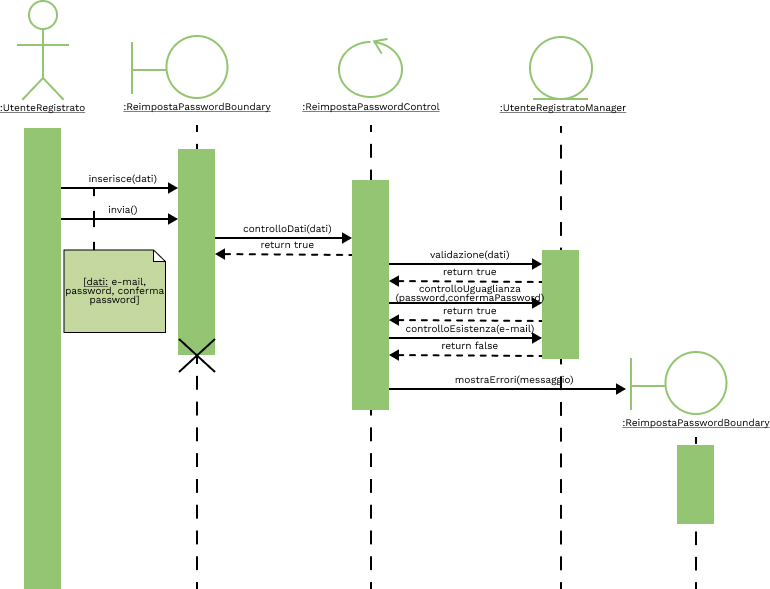 :UtenteRegistrato
:ReimpostaPasswordBoundary
:ReimpostaPasswordControl
:UtenteRegistratoManager
inserisce(dati)
invia()
controlloDati(dati)
return true
[dati: e-mail,
password, conferma
password]
validazione(dati)
return true
controlloUguaglianza
(password,confermaPassword)
return true
controlloEsistenza(e-mail)
return false
mostraErrori(messaggio)
:ReimpostaPasswordBoundary